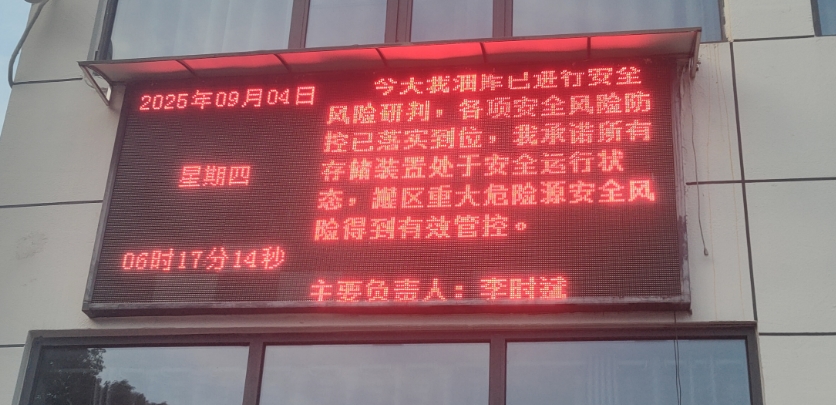 2025年09月04日
星期四
06时17分14秒
今天我油库已进行安全
风险研判，各项安全风险防
控已落实到位，我承诺所有
存储装置处于安全运行状
态，罐区重大危险源安全风
险得到有效管控。
主要负责人：李时斌